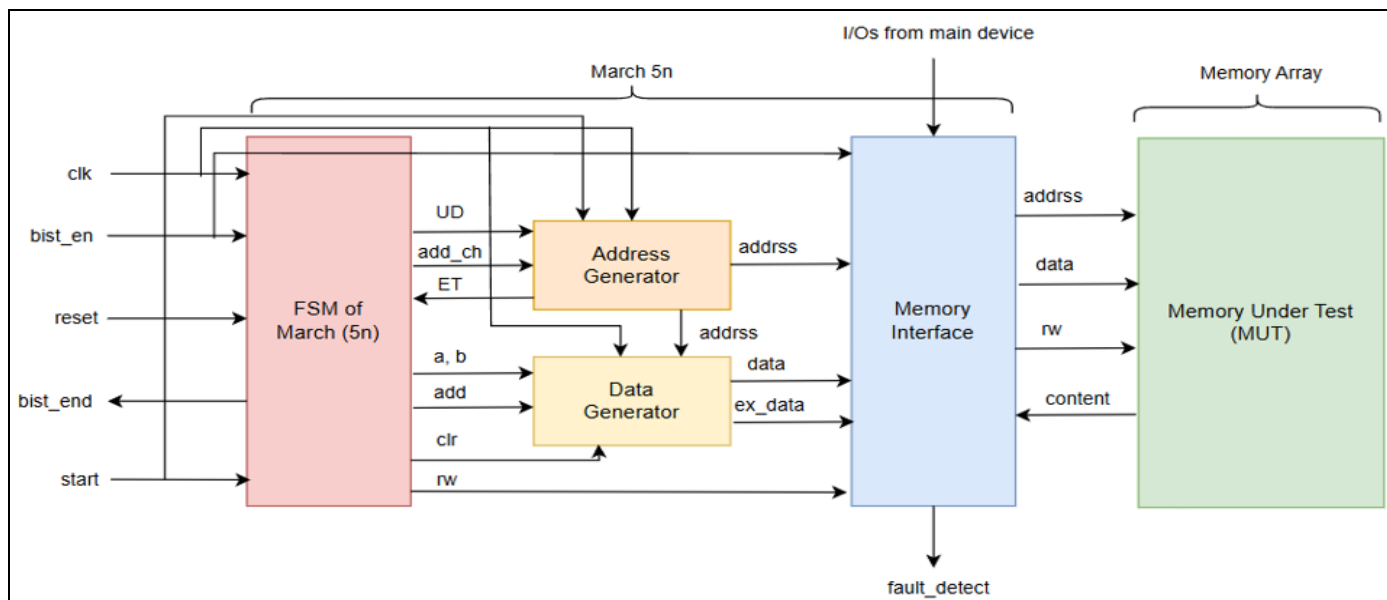 I/Os from main device
March 5n
Memory Array
clk
bist_en
reset
bist_end
start
FSM of
March (5n)
UD
add_ch
ET
a, b
add
clr
rw
Address
Generator
addrss
addrss
Data
Generator
data
ex_data
Memory
Interface
addrss
data
rw
content
Memory Under Test
(MUT)
fault_detect